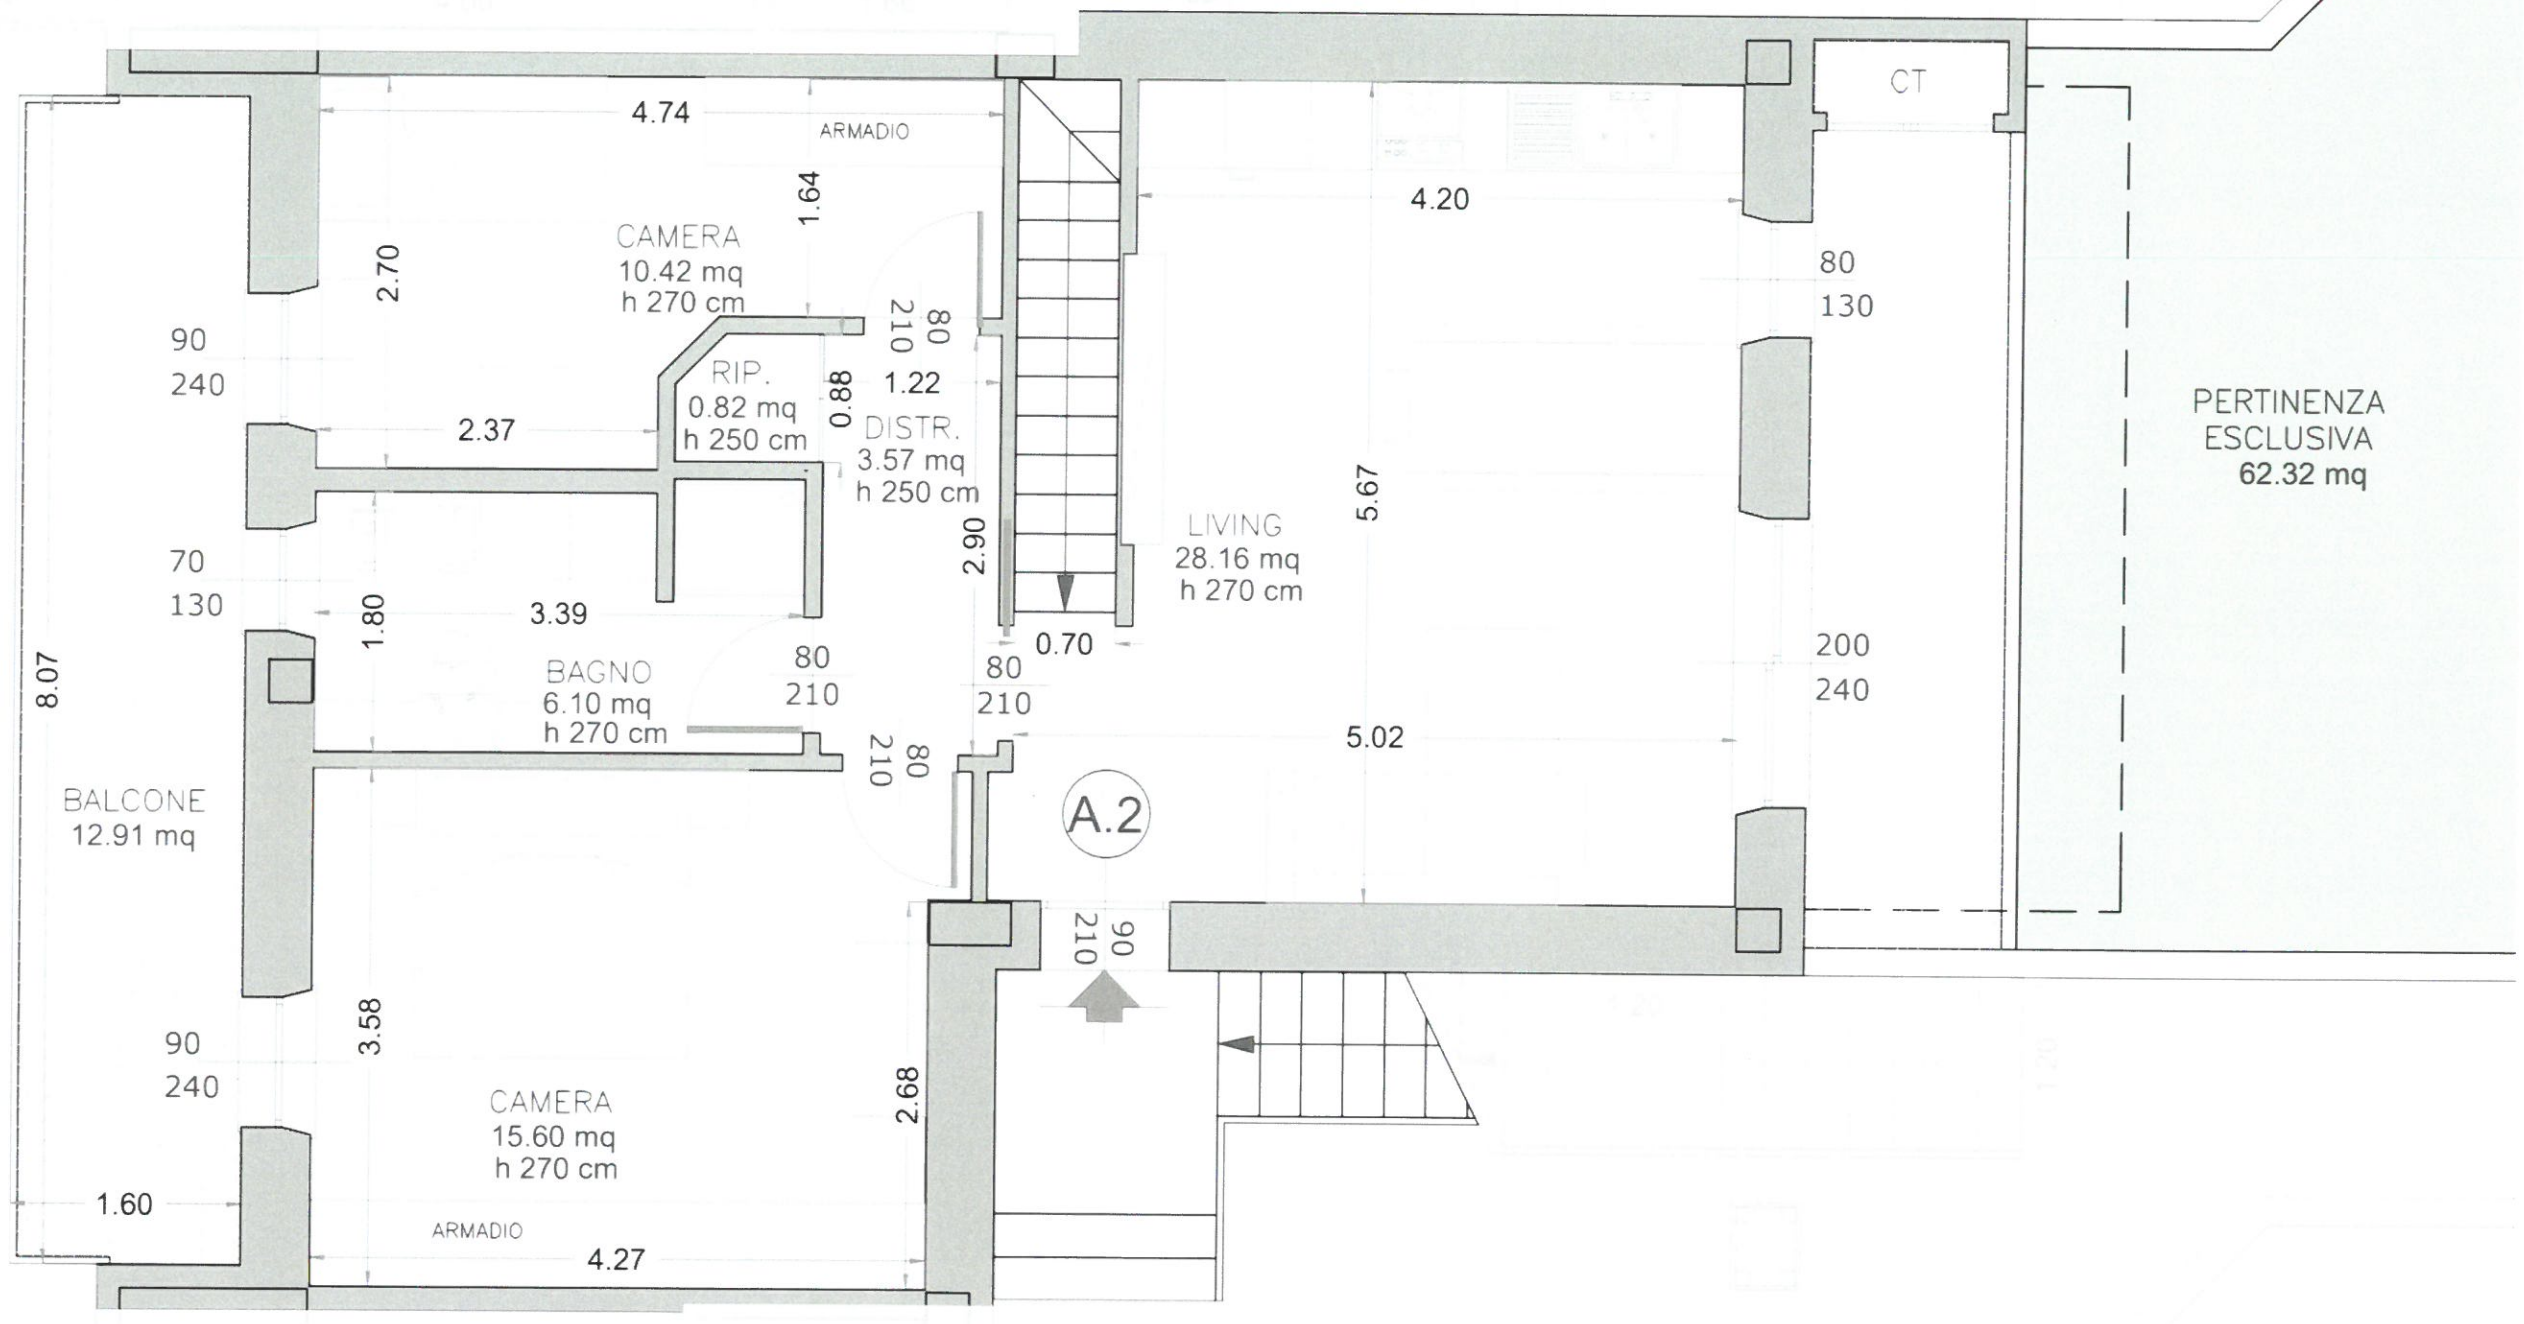 4.74
ARMADIO
1.64
CAMERA
10.42 mq
h 270 cm
2.70
90
240
2.37
80
210
RIP.
0.82 mq
h 250 cm
0.88
1.22
DISTR.
3.57 mq
h 250 cm
2.90
CT
4.20
80
130
5.67
LIVING
28.16 mq
h 270 cm
PERTINENZA
ESCLUSIVA
62.32 mq
70
130
1.80
3.39
BAGNO
6.10 mq
h 270 cm
80
210
80
210
0.70
200
240
8.07
80
210
5.02
BALCONE
12.91 mq
A.2
90
210
90
240
3.58
2.68
CAMERA
15.60 mq
h 270 cm
1.60
ARMADIO
4.27